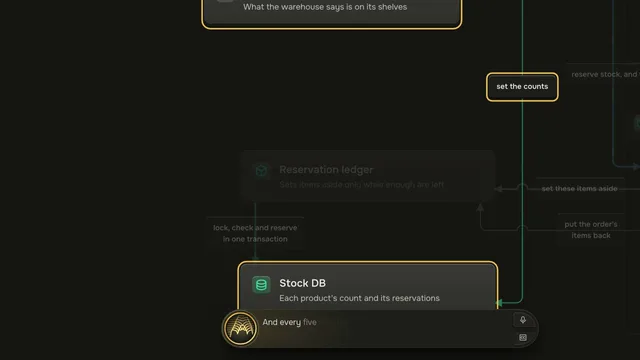 What the warehouse says is on its shelves
set the counts
reserve stock, and
Reservation ledger
Sets items aside only while enough are left
set these items aside
lock, check and reserve
in one transaction
put the order's
items back
Stock DB
Each product's count and its reservations
And every five